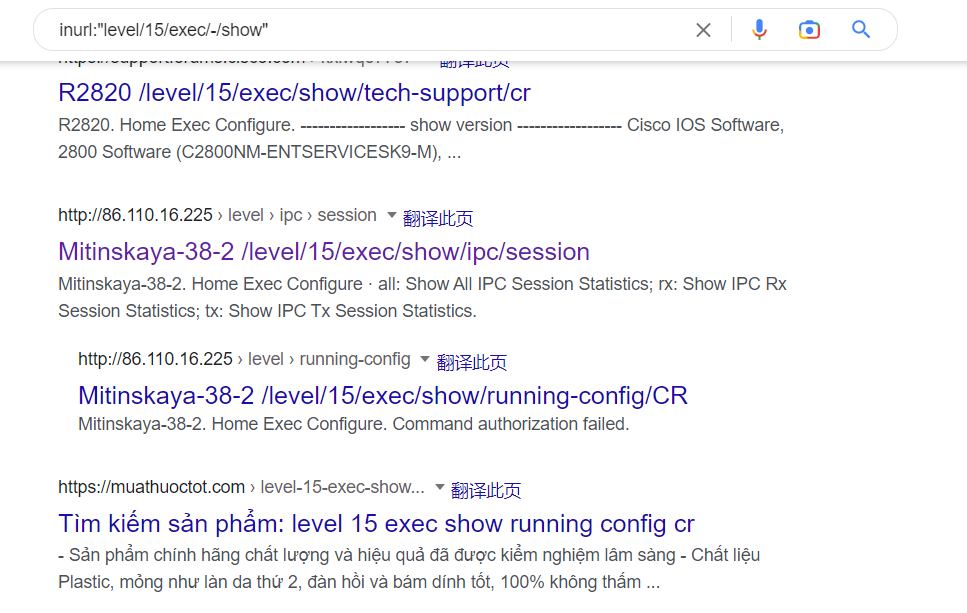 inurl:"level/15/exec/-/show"
翻译此页
R2820 /level/15/exec/show/tech-support/cr
R2820. Home Exec Configure. ------------------ show version ------------------ Cisco IOS Software,
2800 Software (C2800NM-ENTSERVICESK9-M), ...
http://86.110.16.225 › level › ipc › session 翻译此页
Mitinskaya-38-2 /level/15/exec/show/ipc/session
Mitinskaya-38-2. Home Exec Configure · all: Show All IPC Session Statistics; rx: Show IPC Rx
Session Statistics; tx: Show IPC Tx Session Statistics.
http://86.110.16.225 › level › running-config 翻译此页
Mitinskaya-38-2 /level/15/exec/show/running-config/CR
Mitinskaya-38-2. Home Exec Configure. Command authorization failed.
https://muathuoctot.com › level-15-exec-show... 翻译此页
Tìm kiếm sản phẩm: level 15 exec show running config cr
- Sản phẩm chính hãng chất lượng và hiệu quả đã được kiểm nghiệm lâm sàng - Chất liệu
Plastic, mỏng như làn da thứ 2, đàn hồi và bám dính tốt, 100% không thấm ...